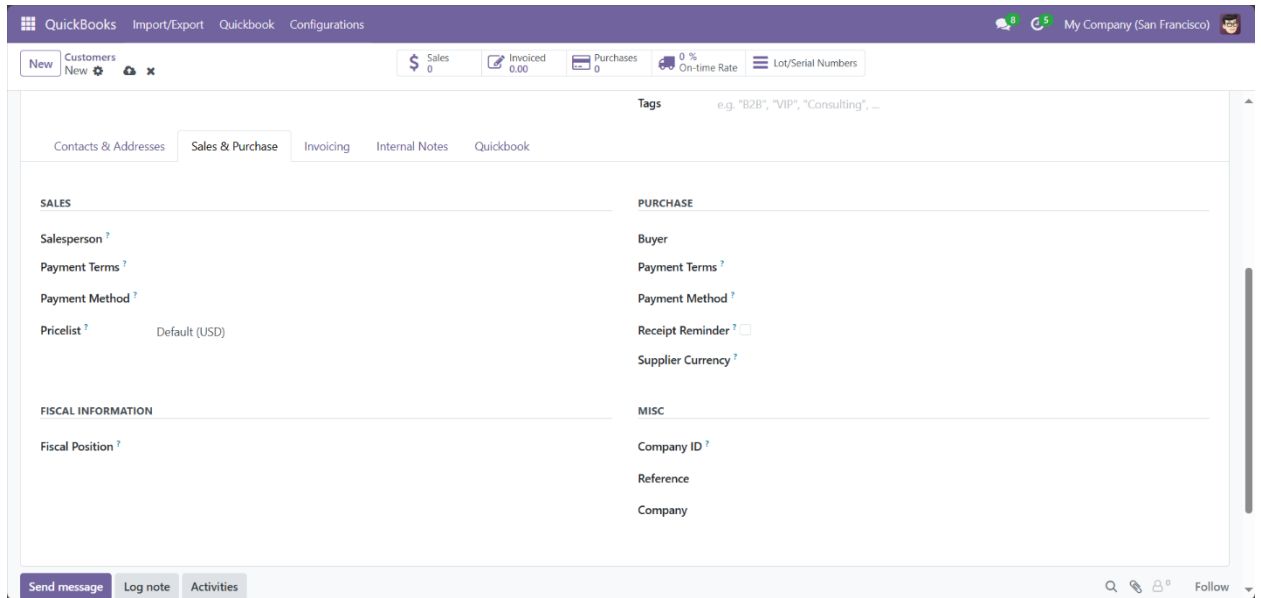 QuickBooks Import/Export Quickbook Configurations 8 5 My Company (San Francisco)
New Customers New
Sales 0
Invoiced 0.00
Purchases 0
0 % On-time Rate
Lot/Serial Numbers
Tags e.g. "B2B", "VIP", "Consulting", ...
Contacts & Addresses Sales & Purchase Invoicing Internal Notes Quickbook
SALES
Salesperson ?
Payment Terms ?
Payment Method ?
Pricelist ? Default (USD)
PURCHASE
Buyer
Payment Terms ?
Payment Method ?
Receipt Reminder ?
Supplier Currency ?
FISCAL INFORMATION
Fiscal Position ?
MISC
Company ID ?
Reference
Company
Send message Log note Activities 0 Follow